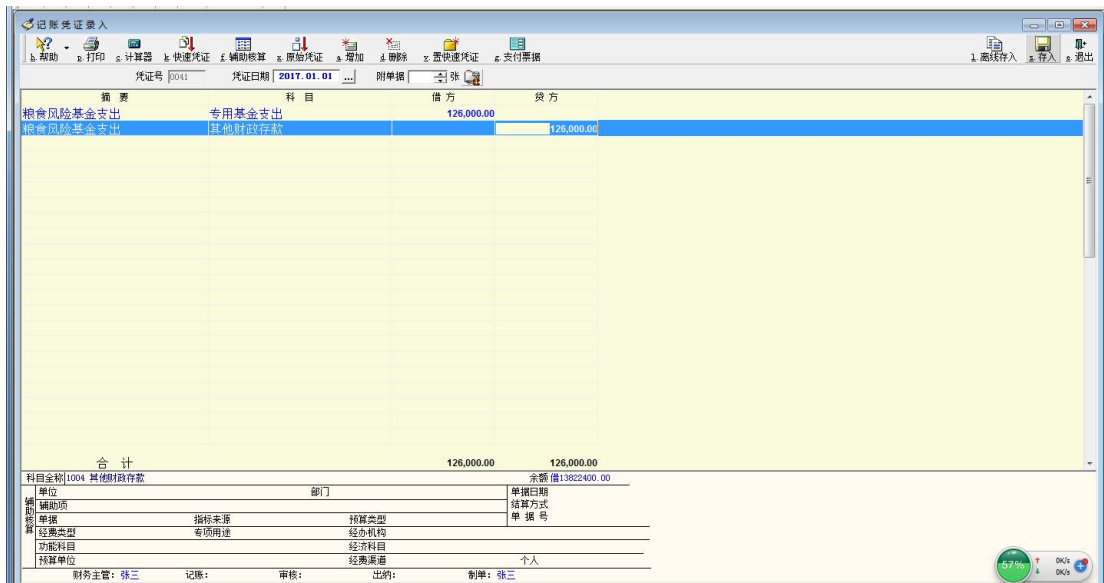 记账凭证录入
h.帮助 p.打印 c.计算器 k.快速凭证 f.辅助核算 z.原始凭证 a.增加 d.删除 x.置快速凭证 g.支付票据 l.离线存入 s.存入 e.退出
凭证号 0041 凭证日期 2017.01.01 ... 附单据 张
摘 要 科 目 借 方 贷 方
粮食风险基金支出 专用基金支出 126,000.00
粮食风险基金支出 其他财政存款 126,000.00
合 计 126,000.00 126,000.00
科目全称 1004 其他财政存款 余额 借13822400.00
辅助核算
单位 部门 单据日期
辅助项 结算方式
单据 指标来源 预算类型 单 据 号
经费类型 专项用途 经办机构
功能科目 经济科目
预算单位 经费渠道 个人
财务主管: 张三 记账: 审核: 出纳: 制单: 张三
57% 0K/s
0K/s